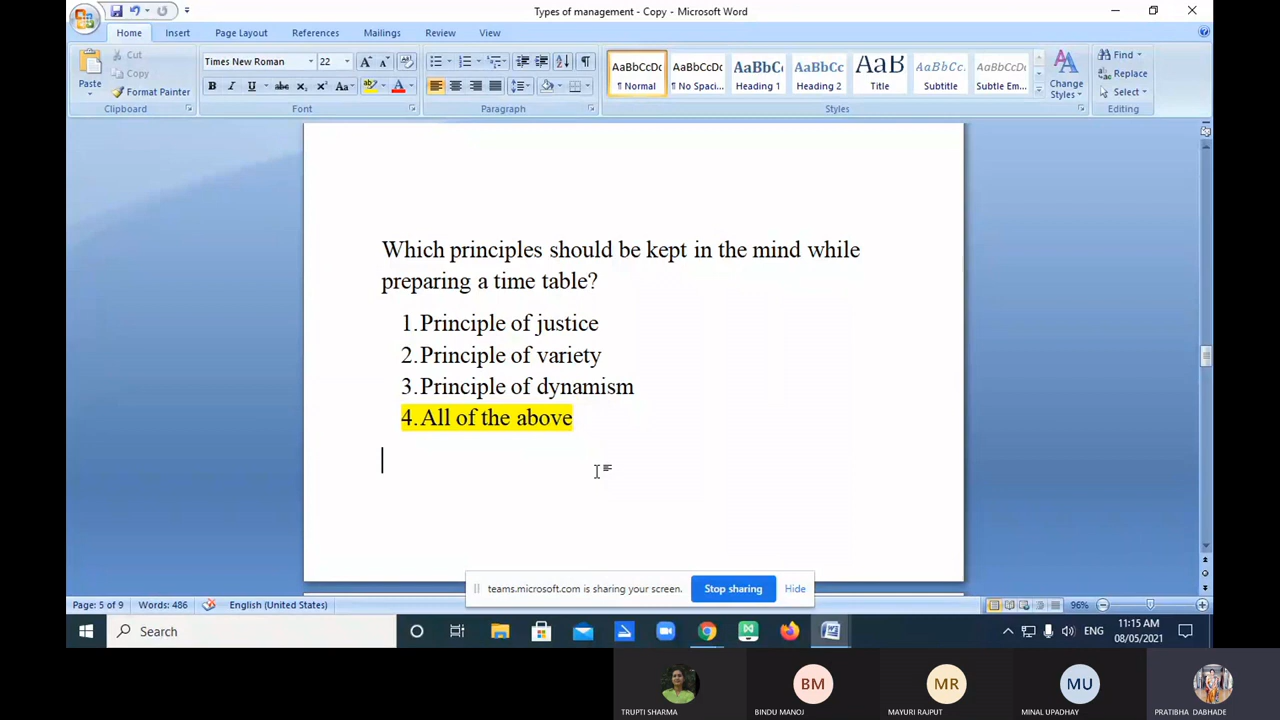 Types of management - Copy - Microsoft Word
Home Insert Page Layout References Mailings Review View
Paste
Cut
Copy
Format Painter
Clipboard
Times New Roman 22
Font
Paragraph
AaBbCcDc AaBbCcDc AaBbC AaBbCc AaB AaBbCc. AaBbCcDc
¶ Normal ¶ No Spaci... Heading 1 Heading 2 Title Subtitle Subtle Em...
Change Styles
Styles
Find
Replace
Select
Editing
Which principles should be kept in the mind while
preparing a time table?
1. Principle of justice
2. Principle of variety
3. Principle of dynamism
4. All of the above
teams.microsoft.com is sharing your screen. Stop sharing Hide
Page: 5 of 9 Words: 486 English (United States) 96%
Search
ENG
11:15 AM
08/05/2021
BM MR MU
TRUPTI SHARMA BINDU MANOJ MAYURI RAJPUT MINAL UPADHAY PRATIBHA DABHADE